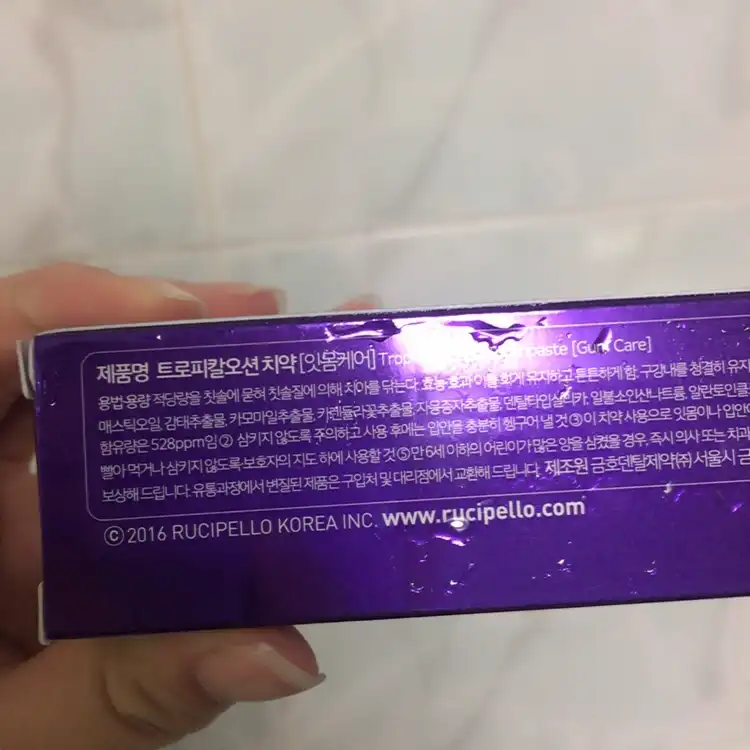 제품명 트로피칼오션 치약 [잇몸케어] Trop paste [Gum Care]
용법·용량 적당량을 칫솔에 묻혀 칫솔질에 의해 치아를 닦는다. 효능·효과 이를 희게 유지하고 튼튼하게 함. 구강내를 청결히 유지
매스틱오일, 감태추출물, 카모마일추출물, 카렌듈라꽃추출물, 자몽종자추출물, 덴탈타입실리카, 일불소인산나트륨, 알란토인클
함유량은 528ppm임 ② 삼키지 않도록 주의하고 사용 후에는 입안을 충분히 헹구어 낼 것 ③ 이 치약 사용으로 잇몸이나 입안
빨아 먹거나 삼키지 않도록 보호자의 지도 하에 사용할 것 ⑤ 만 6세 이하의 어린이가 많은 양을 삼켰을 경우, 즉시 의사 또는 치과
보상해 드립니다. 유통과정에서 변질된 제품은 구입처 및 대리점에서 교환해 드립니다. 제조원 금호덴탈제약㈜ 서울시 금
ⓒ 2016 RUCIPELLO KOREA INC. www.rucipello.com